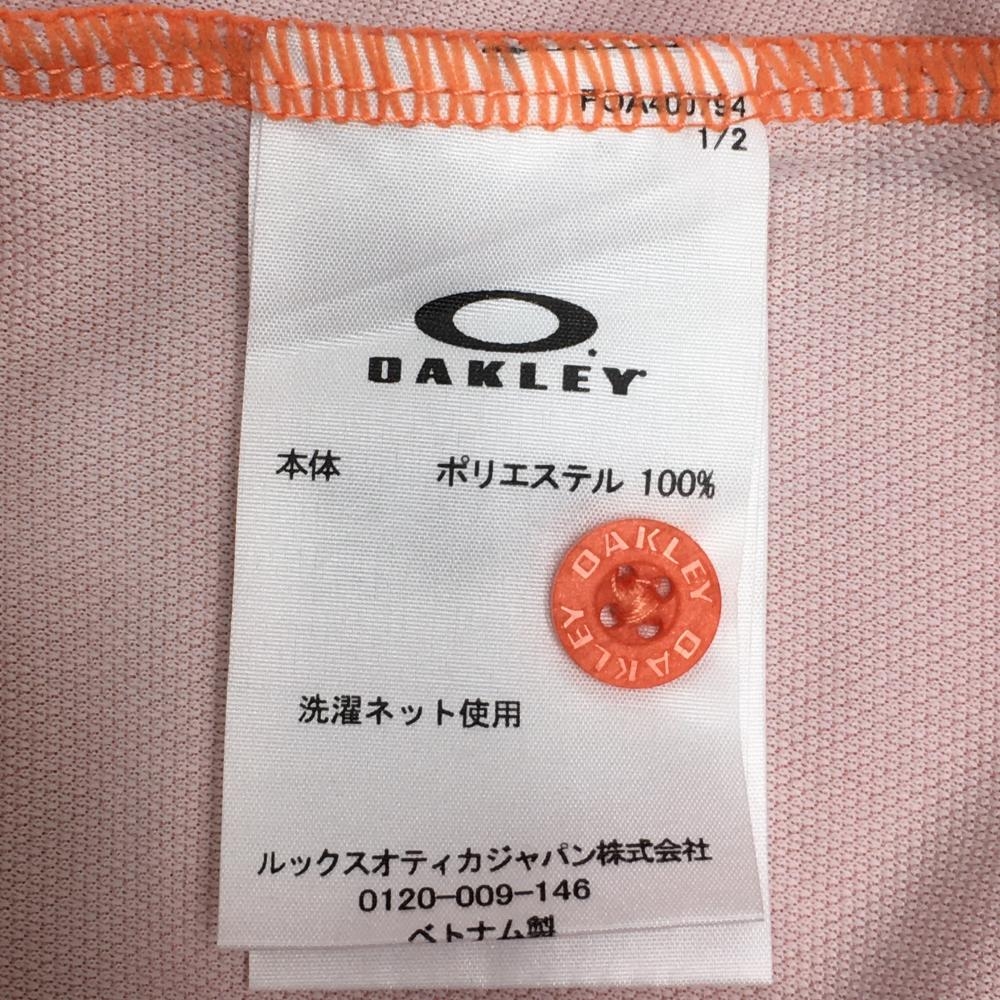 1/2
OAKLEY
本体 ポリエステル 100%
OAKLEY OAKLEY
洗濯ネット使用
ルックスオティカジャパン株式会社
0120-009-146
ベトナム製